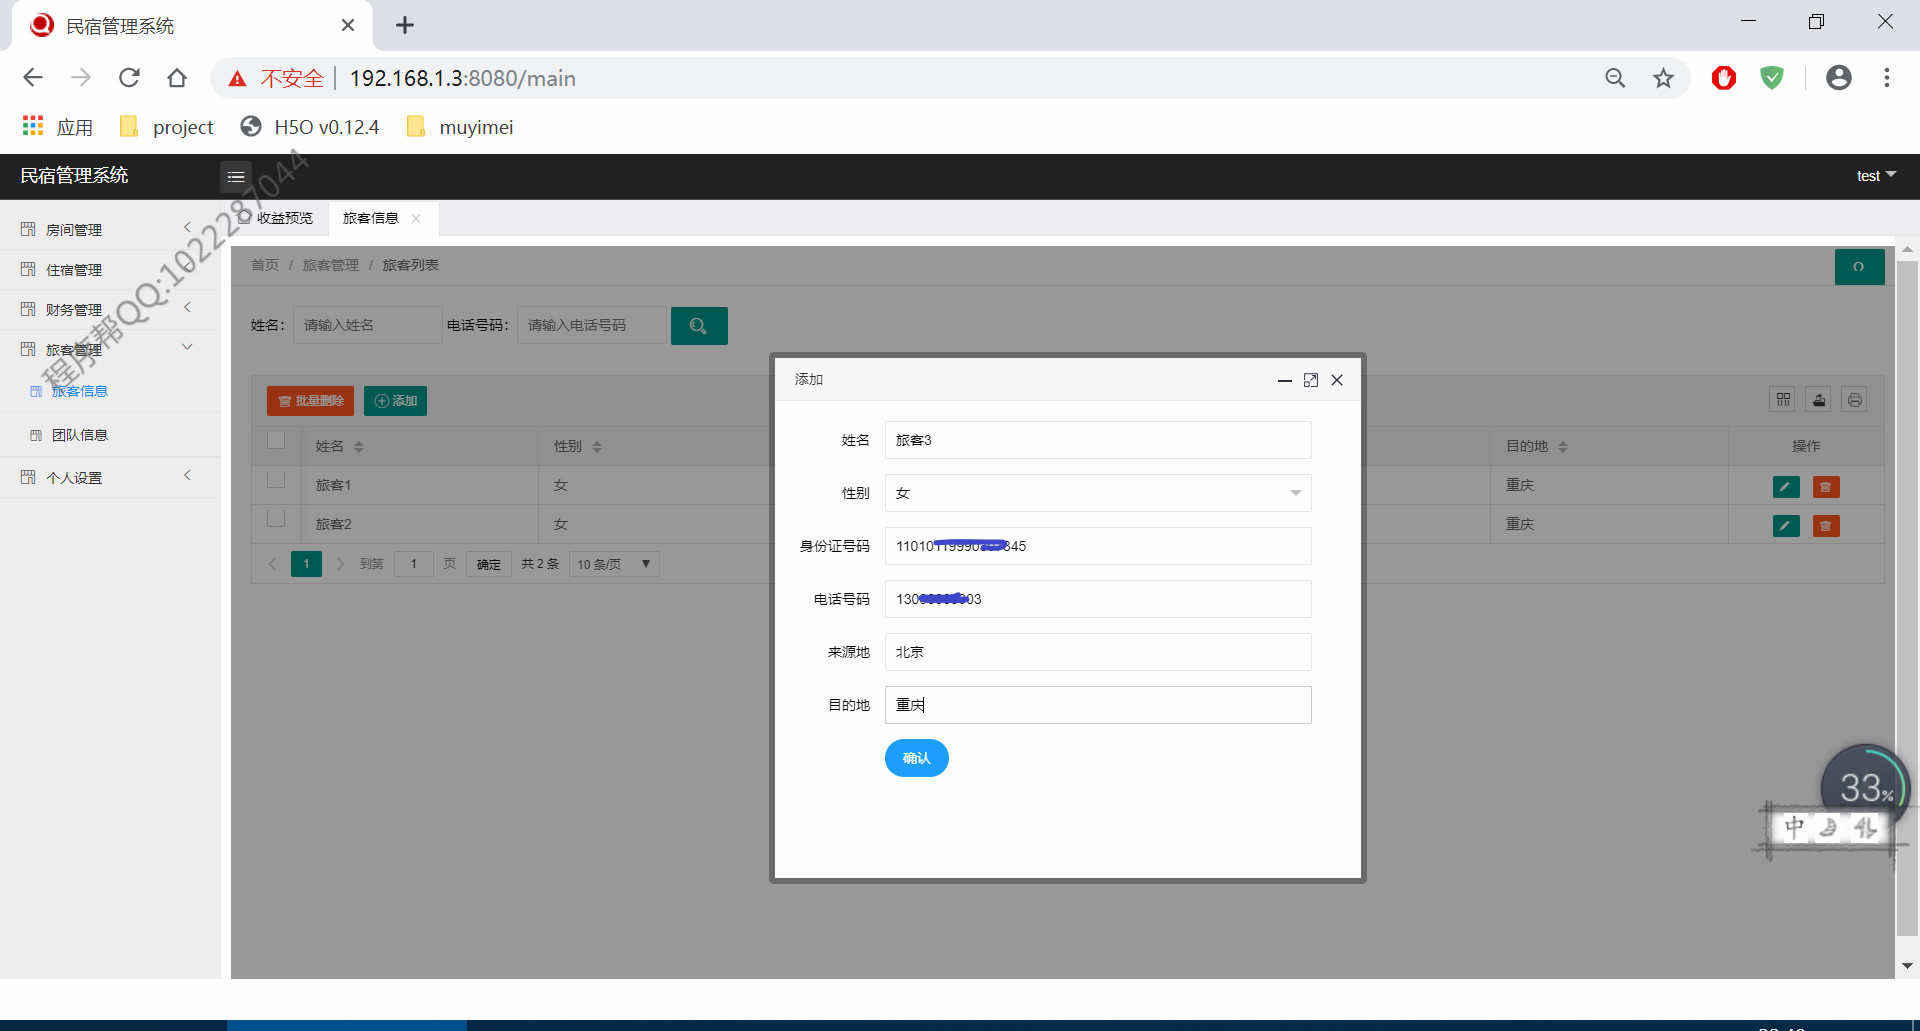 民宿管理系统
不安全 192.168.1.3:8080/main
应用 project H5O v0.12.4 muyimei
民宿管理系统 test
收益预览 旅客信息
房间管理
住宿管理
财务管理
旅客管理
旅客信息
团队信息
个人设置
程序帮QQ:1022287044
首页 / 旅客管理 / 旅客列表
姓名: 请输入姓名 电话号码: 请输入电话号码
批量删除 添加
姓名 性别 目的地 操作
旅客1 女 重庆
旅客2 女 重庆
1 到第 1 页 确定 共 2 条 10 条/页
添加
姓名 旅客3
性别 女
身份证号码
电话号码
来源地 北京
目的地 重庆
确认
33%
中